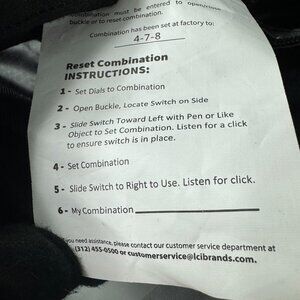 Combination must be entered to open/close
buckle or to reset combination.
Combination has been set at factory to:
4-7-8
Reset Combination
INSTRUCTIONS:
1 - Set Dials to Combination
2 - Open Buckle, Locate Switch on Side
3 - Slide Switch Toward Left with Pen or Like
Object to Set Combination. Listen for a click
to ensure switch is in place.
4 - Set Combination
5 - Slide Switch to Right to Use. Listen for click.
6 - My Combination
you need assistance, please contact our customer service department at
(312) 455-0500 or customerservice@lcibrands.com.